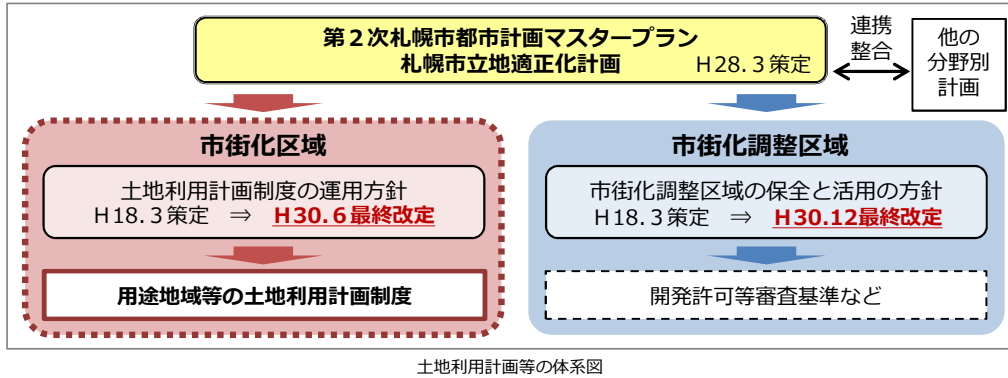 第２次札幌市都市計画マスタープラン
札幌市立地適正化計画　Ｈ28.３策定
連携
整合
他の
分野別
計画
市街化区域
土地利用計画制度の運用方針
Ｈ18.３策定　⇒　Ｈ30.６最終改定
用途地域等の土地利用計画制度
市街化調整区域
市街化調整区域の保全と活用の方針
Ｈ18.３策定　⇒　Ｈ30.12最終改定
開発許可等審査基準など
土地利用計画等の体系図